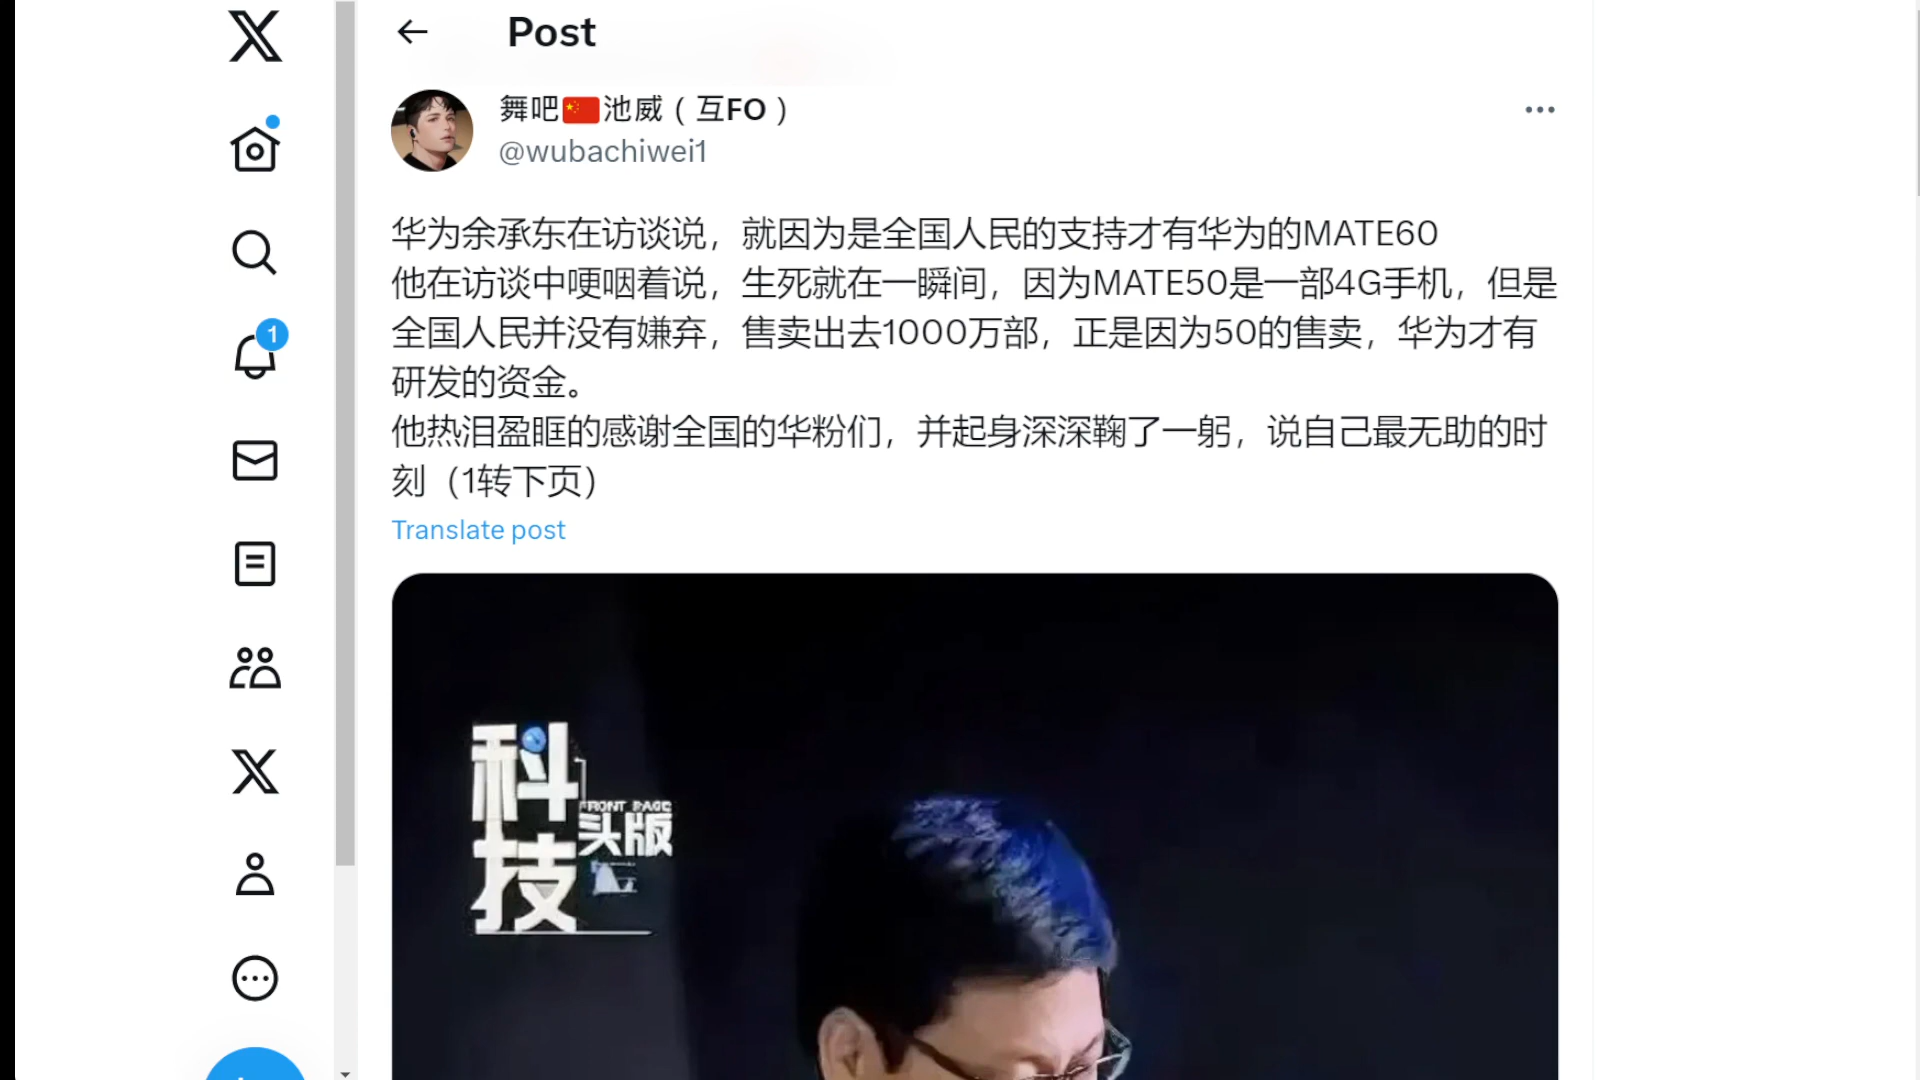 Post
舞吧🇨🇳池威（互FO）
@wubachiwei1
华为余承东在访谈说，就因为是全国人民的支持才有华为的MATE60
他在访谈中哽咽着说，生死就在一瞬间，因为MATE50是一部4G手机，但是
全国人民并没有嫌弃，售卖出去1000万部，正是因为50的售卖，华为才有
研发的资金。
他热泪盈眶的感谢全国的华粉们，并起身深深鞠了一躬，说自己最无助的时
刻（1转下页）
Translate post
1
科技
FRONT PAGE
头版